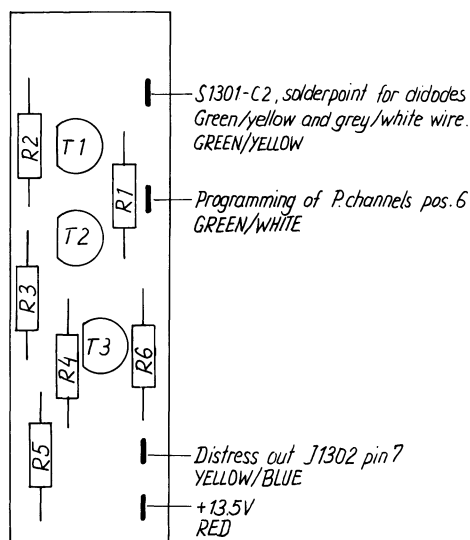 S1301-C2, solderpoint for didodes
Green/yellow and grey/white wire.
GREEN/YELLOW
R2
T1
R1
Programming of P.channels pos.6
GREEN/WHITE
T2
R3
T3
R4
R6
R5
Distress out J1302 pin 7
YELLOW/BLUE
+13.5V
RED